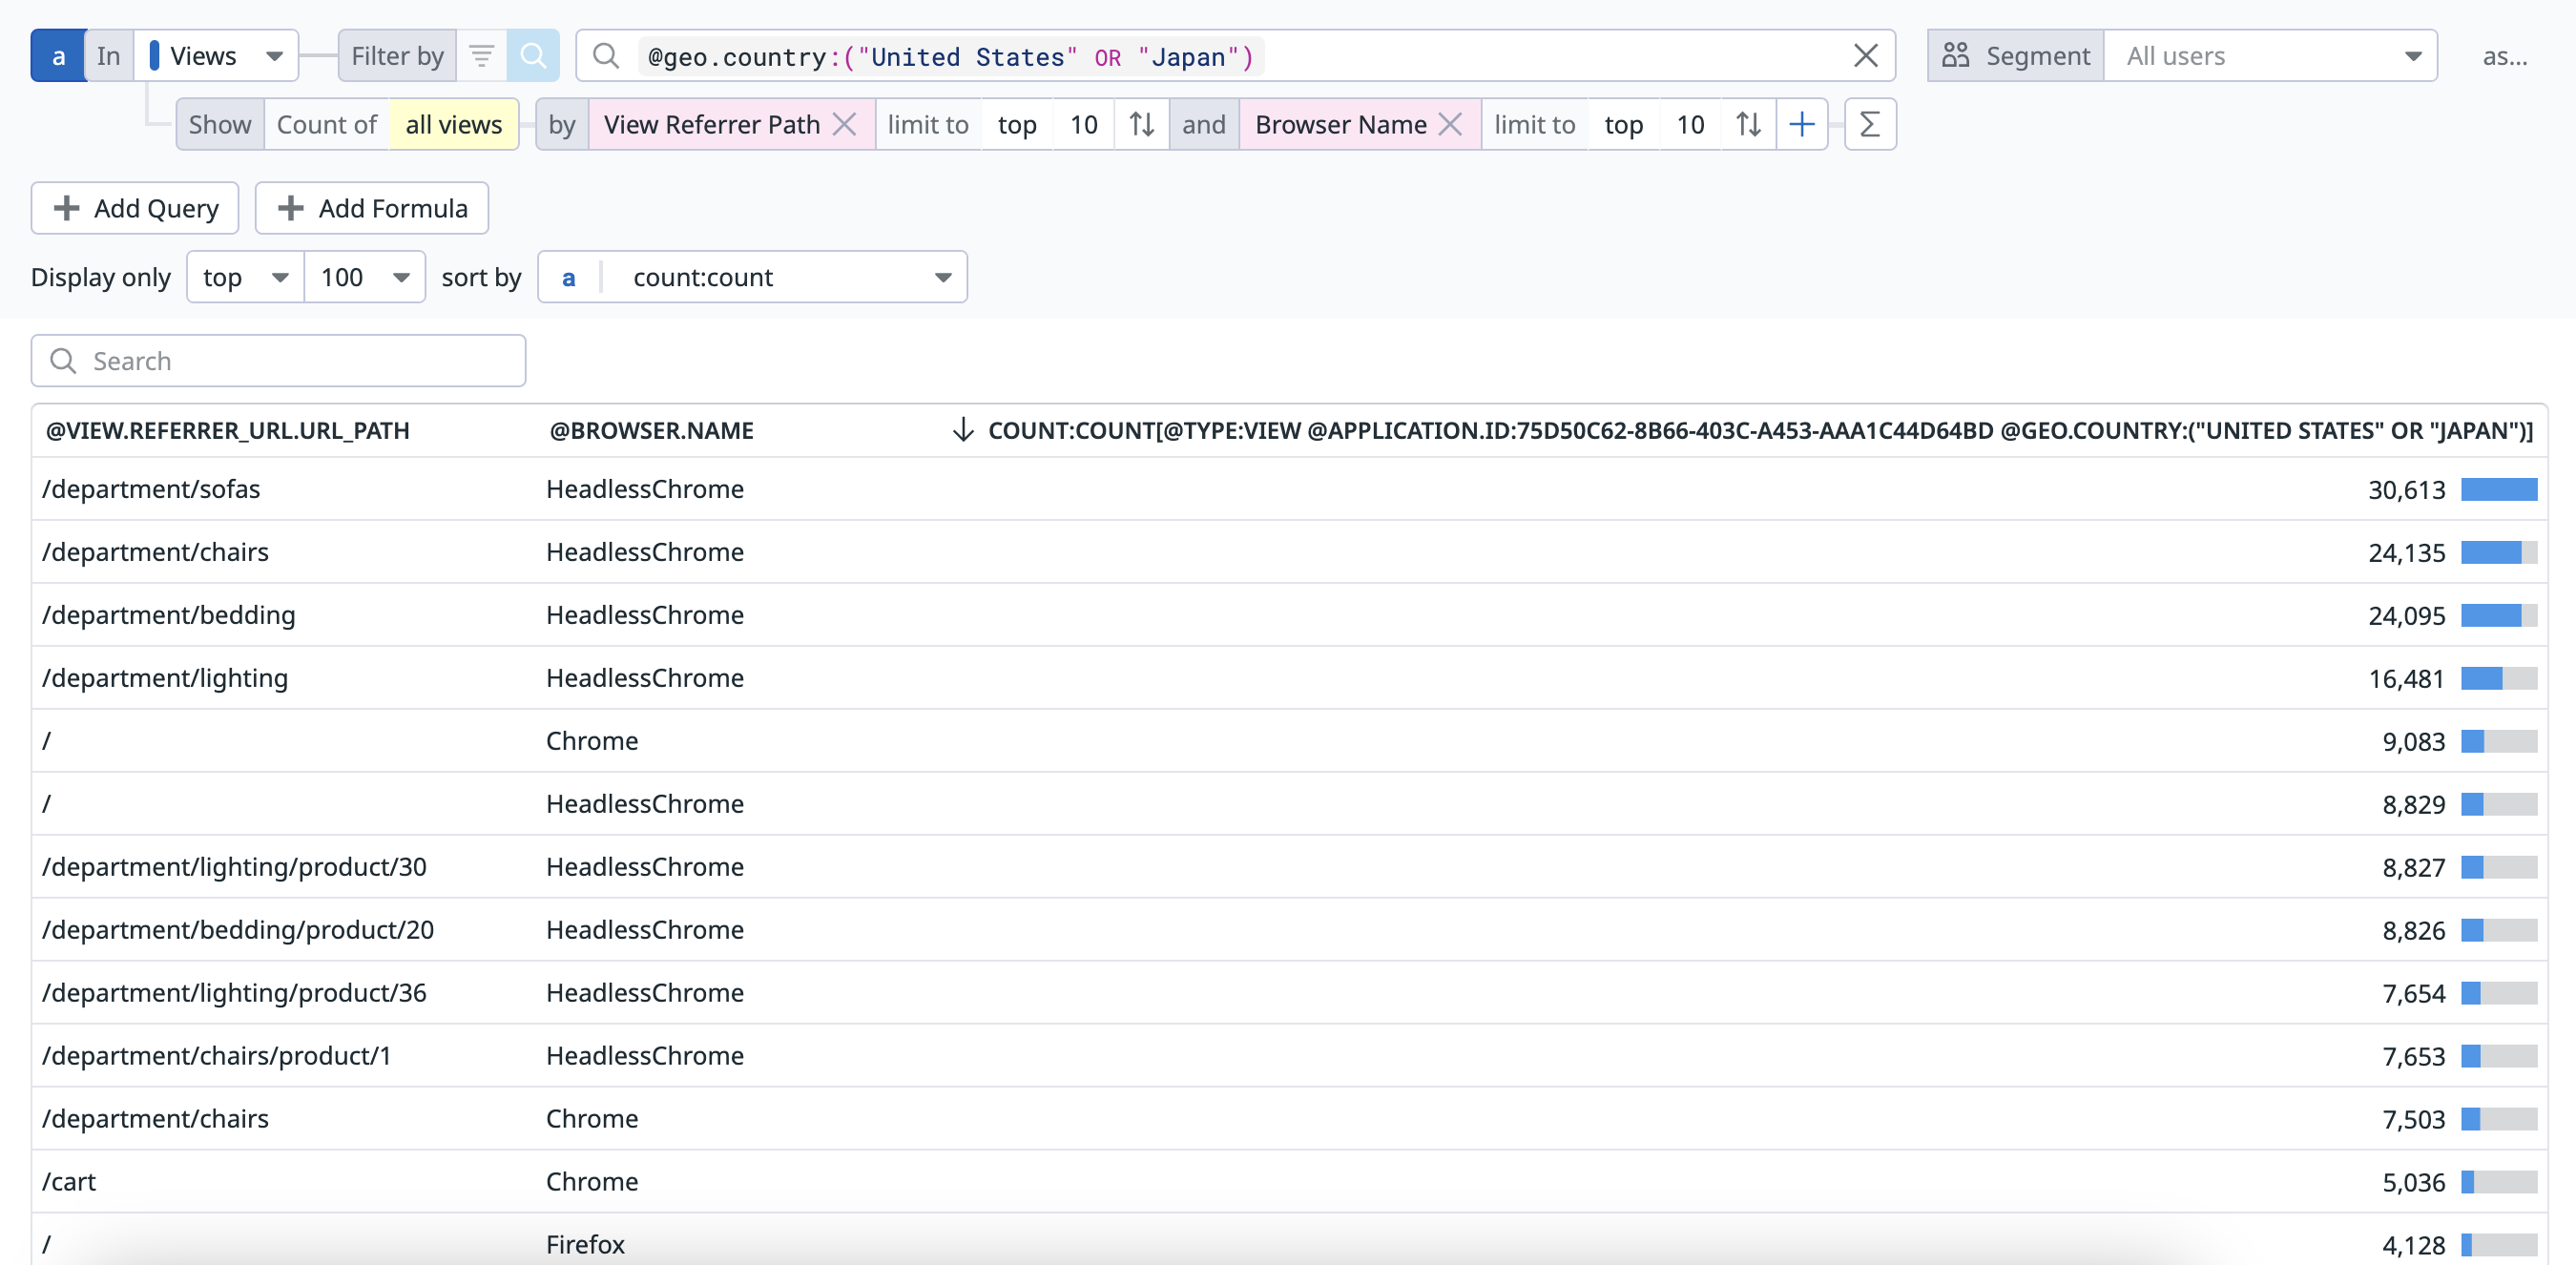 a In Views Filter by @geo.country:("United States" OR "Japan") Segment All users as...
Show Count of all views by View Referrer Path limit to top 10 and Browser Name limit to top 10 + Σ
Add Query Add Formula
Display only top 100 sort by a count:count
Search
@VIEW.REFERRER_URL.URL_PATH @BROWSER.NAME COUNT:COUNT[@TYPE:VIEW @APPLICATION.ID:75D50C62-8B66-403C-A453-AAA1C44D64BD @GEO.COUNTRY:("UNITED STATES" OR "JAPAN")]
/department/sofas HeadlessChrome 30,613
/department/chairs HeadlessChrome 24,135
/department/bedding HeadlessChrome 24,095
/department/lighting HeadlessChrome 16,481
/ Chrome 9,083
/ HeadlessChrome 8,829
/department/lighting/product/30 HeadlessChrome 8,827
/department/bedding/product/20 HeadlessChrome 8,826
/department/lighting/product/36 HeadlessChrome 7,654
/department/chairs/product/1 HeadlessChrome 7,653
/department/chairs Chrome 7,503
/cart Chrome 5,036
/ Firefox 4,128